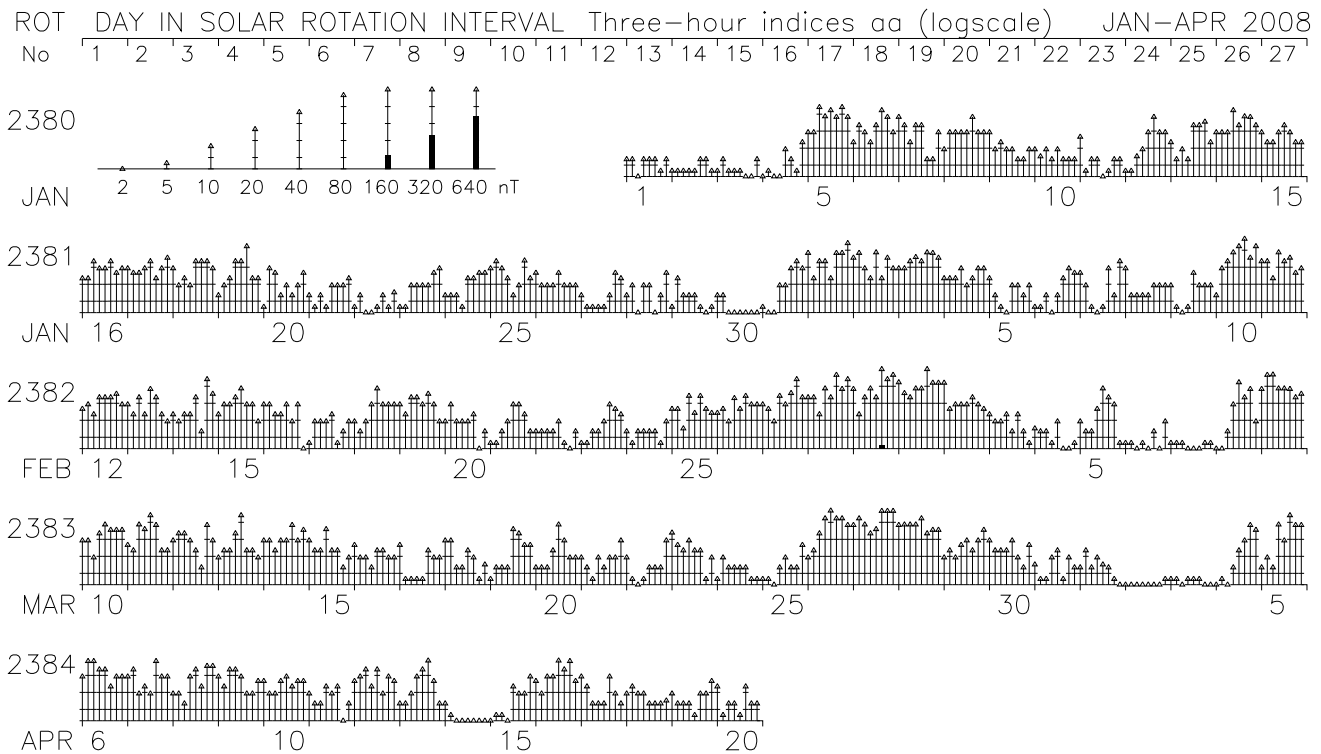 ROT DAY IN SOLAR ROTATION INTERVAL Three-hour indices aa (logscale) JAN-APR 2008
No 1 2 3 4 5 6 7 8 9 10 11 12 13 14 15 16 17 18 19 20 21 22 23 24 25 26 27
2380
2 5 10 20 40 80 160 320 640 nT
JAN 1 5 10 15
2381
JAN 16 20 25 30 5 10
2382
FEB 12 15 20 25 5
2383
MAR 10 15 20 25 30 5
2384
APR 6 10 15 20